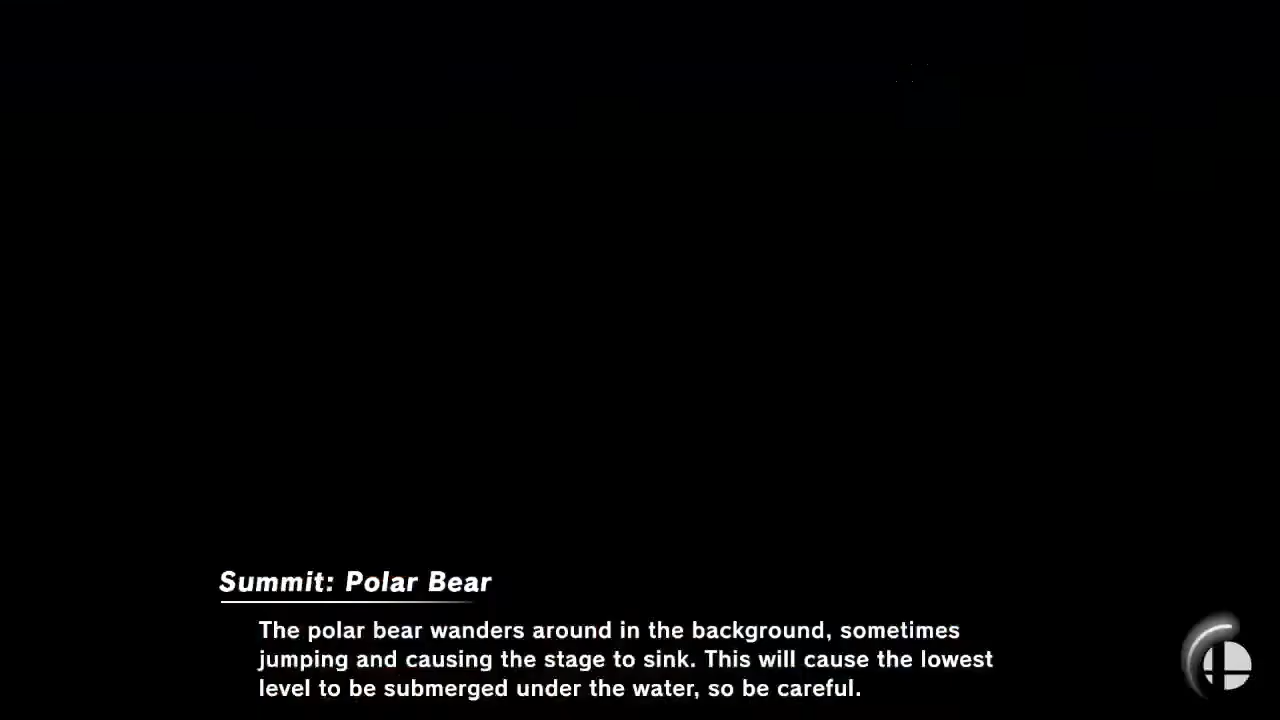 Summit: Polar Bear
The polar bear wanders around in the background, sometimes
jumping and causing the stage to sink. This will cause the lowest
level to be submerged under the water, so be careful.